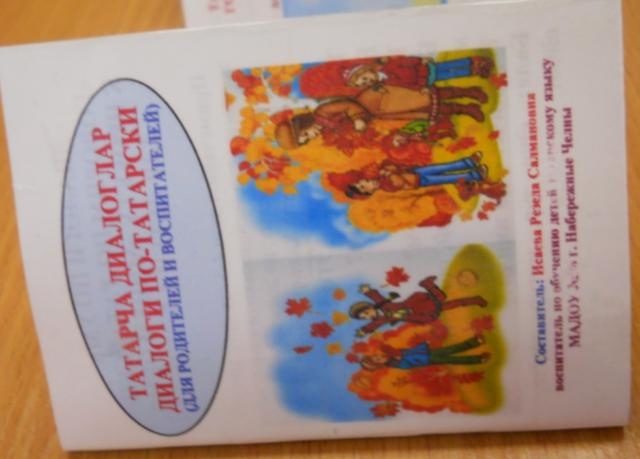 ТАТАРЧА ДИАЛОГЛАР
ДИАЛОГИ ПО-ТАТАРСКИ
(ДЛЯ РОДИТЕЛЕЙ И ВОСПИТАТЕЛЕЙ)
Составитель: Исаева Резеда Салмановна
воспитатель по обучению детей языку
МАДОУ г. Набережные Челны